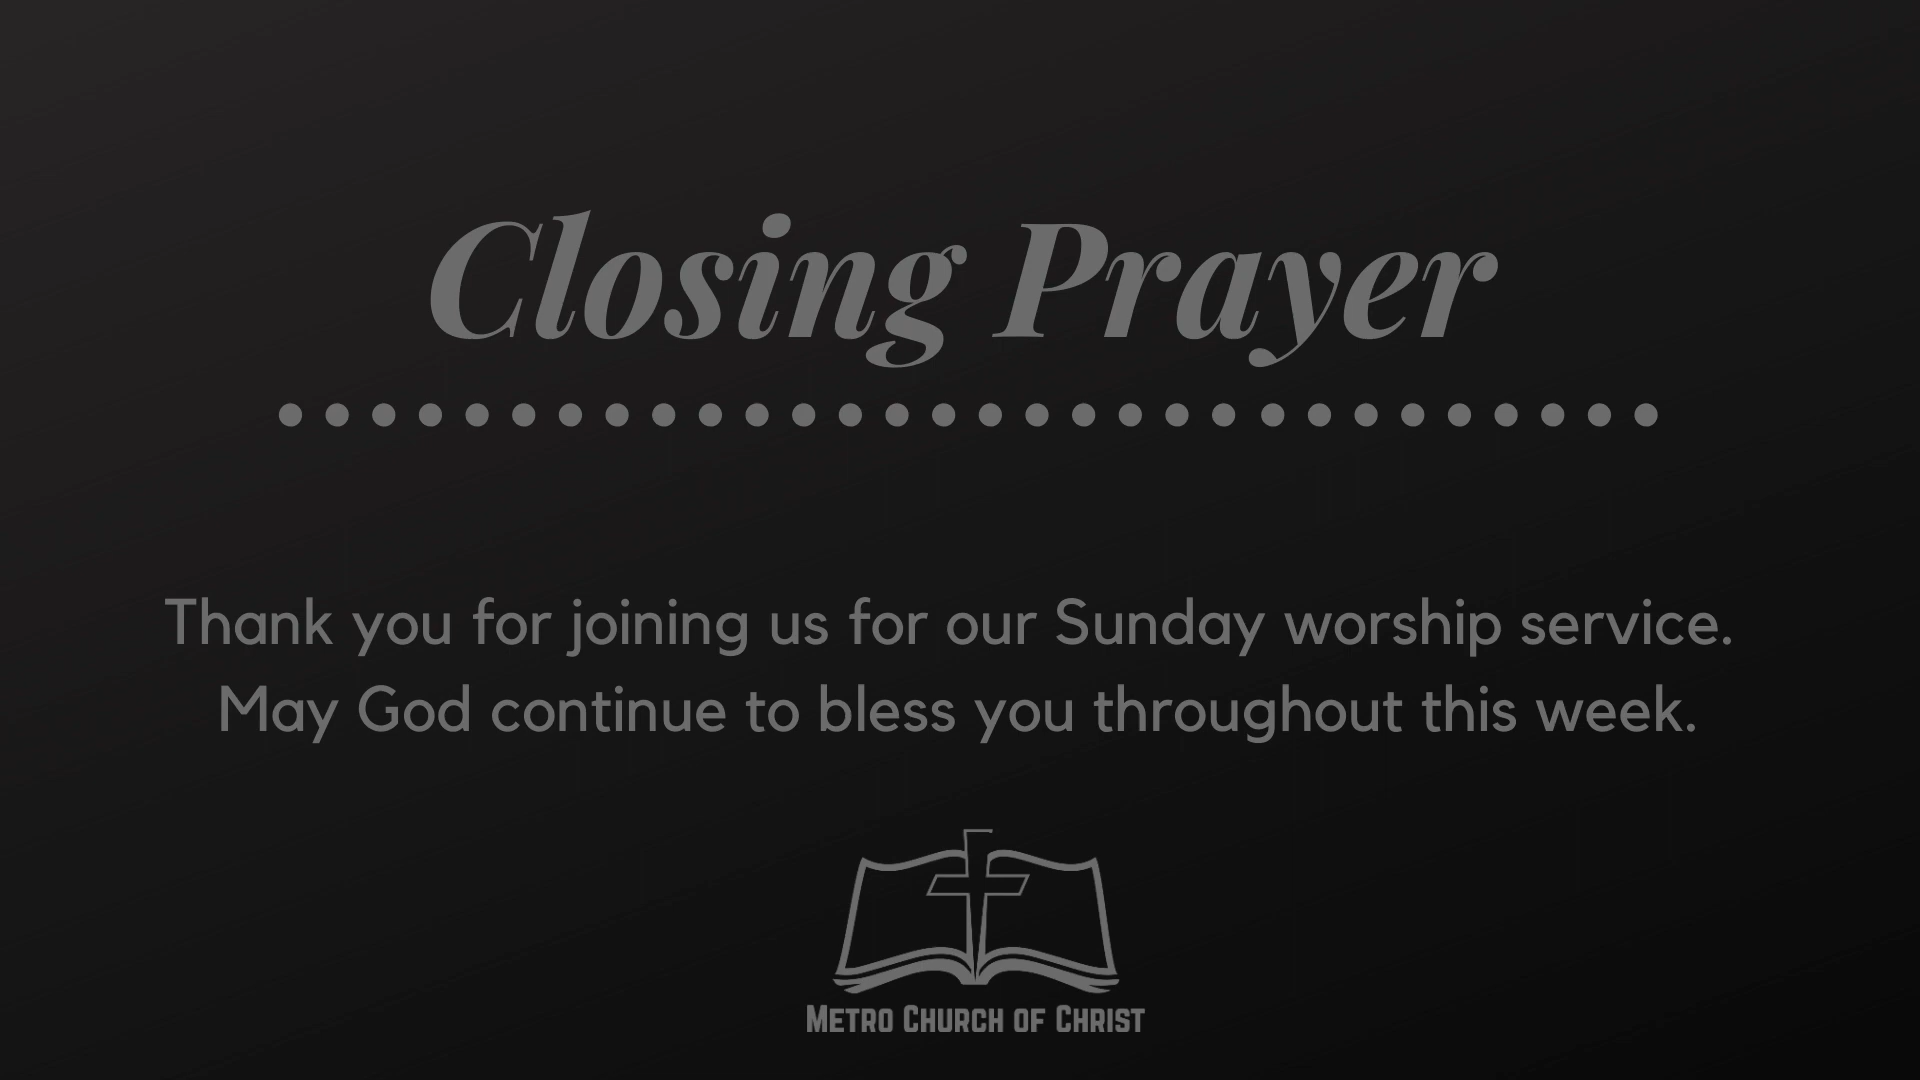 Closing Prayer
Thank you for joining us for our Sunday worship service.
May God continue to bless you throughout this week.
Metro Church of Christ